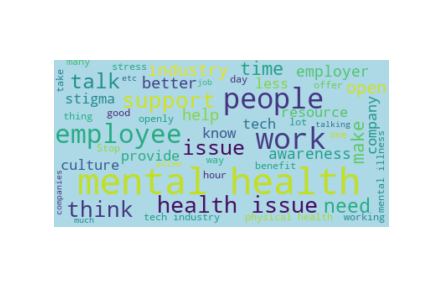 many
stress
industry
time
employer
take
talk
etc
better
job
day
less
offer
open
stigma
support
people
thing
good
openly
help
know
tech
lot
resource
talking
make
company
employee
Stop
issue
work
awareness
culture
provide
way
benefit
mental illness
companies
hour
mental health
think
health issue
need
much
tech industry
physical health
working